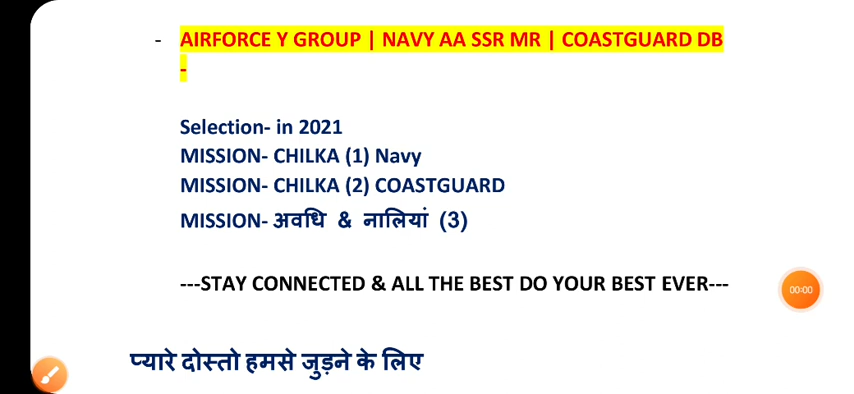 - AIRFORCE Y GROUP | NAVY AA SSR MR | COASTGUARD DB
-
Selection- in 2021
MISSION- CHILKA (1) Navy
MISSION- CHILKA (2) COASTGUARD
MISSION- अवधि & नालियां (3)
---STAY CONNECTED & ALL THE BEST DO YOUR BEST EVER---
00:00
प्यारे दोस्तो हमसे जुड़ने के लिए